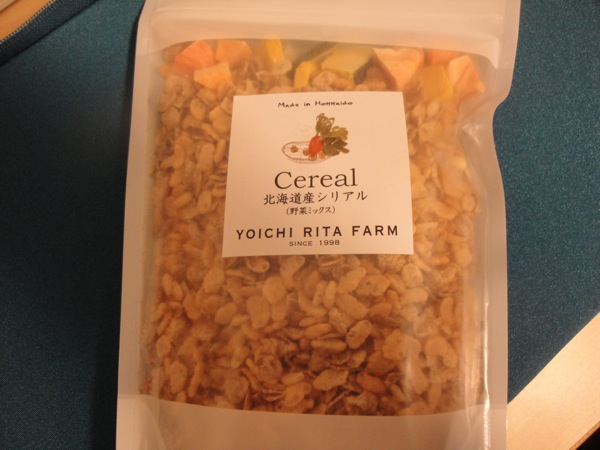 Made in Hokkaido
Cereal
北海道産シリアル
(野菜ミックス)
YOICHI RITA FARM
SINCE 1998